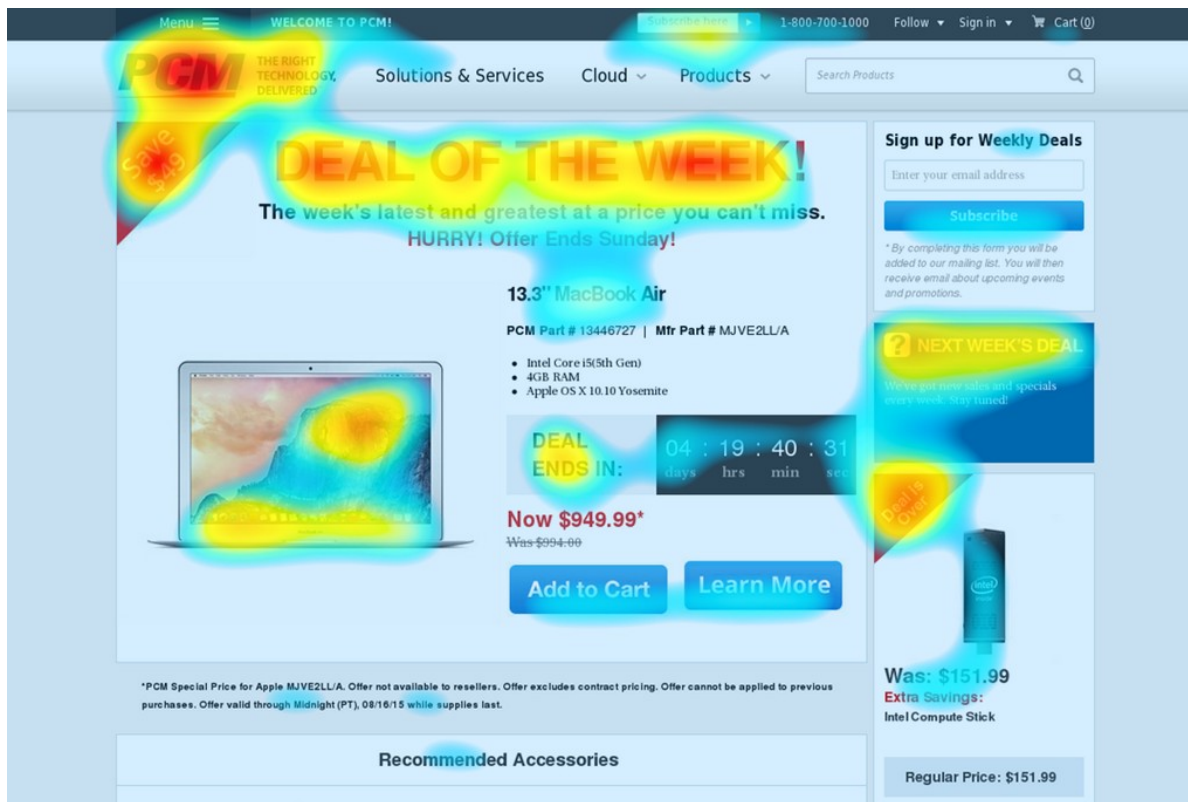 Menu
WELCOME TO PCM!
Subscribe here
1-800-700-1000
Follow
Sign in
Cart (0)
PCM
THE RIGHT
TECHNOLOGY,
DELIVERED
Solutions & Services
Cloud
Products
Search Products
Save
$49
DEAL OF THE WEEK!
The week's latest and greatest at a price you can't miss.
HURRY! Offer Ends Sunday!
13.3" MacBook Air
PCM Part # 13446727 | Mfr Part # MJVE2LL/A
• Intel Core i5(5th Gen)
• 4GB RAM
• Apple OS X 10.10 Yosemite
DEAL
ENDS IN:
04 : 19 : 40 : 31
days hrs min sec
Now $949.99*
Was $994.00
Add to Cart
Learn More
*PCM Special Price for Apple MJVE2LL/A. Offer not available to resellers. Offer excludes contract pricing. Offer cannot be applied to previous
purchases. Offer valid through Midnight (PT), 08/16/15 while supplies last.
Recommended Accessories
Sign up for Weekly Deals
Enter your email address
Subscribe
* By completing this form you will be
added to our mailing list. You will then
receive email about upcoming events
and promotions.
? NEXT WEEK'S DEAL
We've got new sales and specials
every week. Stay tuned!
Deal is
Over
intel
inside
Was: $151.99
Extra Savings:
Intel Compute Stick
Regular Price: $151.99